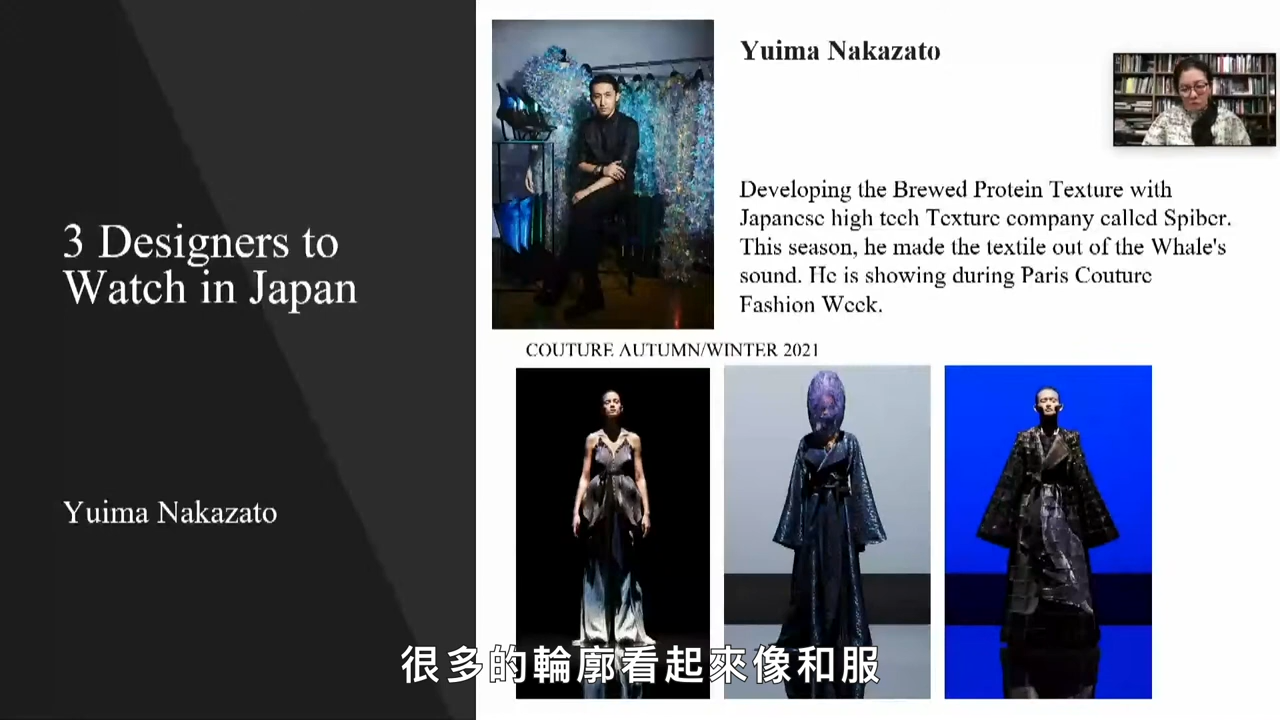 3 Designers to
Watch in Japan
Yuima Nakazato
Yuima Nakazato
Developing the Brewed Protein Texture with
Japanese high tech Texture company called Spiber.
This season, he made the textile out of the Whale's
sound. He is showing during Paris Couture
Fashion Week.
COUTURE AUTUMN/WINTER 2021
很多的輪廓看起來像和服